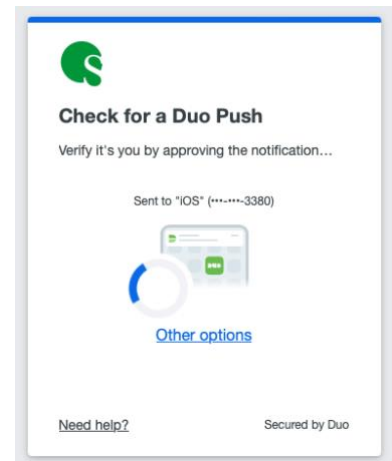 Check for a Duo Push
Verify it's you by approving the notification...
Sent to "iOS" (•••-•••-3380)
Other options
Need help?
Secured by Duo